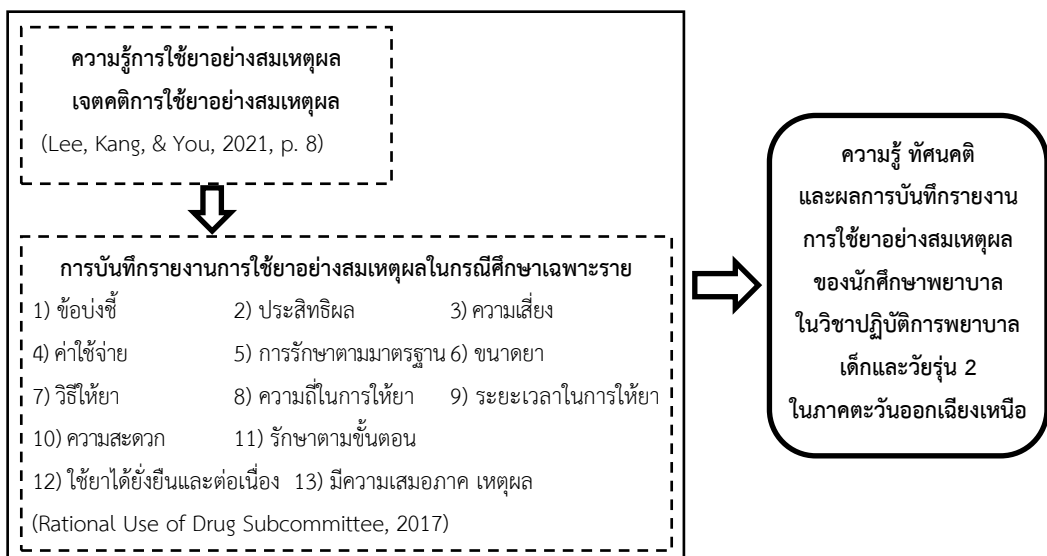 ความรู้การใช้ยาอย่างสมเหตุผล
เจตคติการใช้ยาอย่างสมเหตุผล
(Lee, Kang, & You, 2021, p. 8)
การบันทึกรายงานการใช้ยาอย่างสมเหตุผลในกรณีศึกษาเฉพาะราย
1) ข้อบ่งชี้ 2) ประสิทธิผล 3) ความเสี่ยง
4) ค่าใช้จ่าย 5) การรักษาตามมาตรฐาน 6) ขนาดยา
7) วิธีให้ยา 8) ความถี่ในการให้ยา 9) ระยะเวลาในการให้ยา
10) ความสะดวก 11) รักษาตามขั้นตอน
12) ใช้ยาได้ยั่งยืนและต่อเนื่อง 13) มีความเสมอภาค เหตุผล
(Rational Use of Drug Subcommittee, 2017)
ความรู้ ทัศนคติ
และผลการบันทึกรายงาน
การใช้ยาอย่างสมเหตุผล
ของนักศึกษาพยาบาล
ในวิชาปฏิบัติการพยาบาล
เด็กและวัยรุ่น 2
ในภาคตะวันออกเฉียงเหนือ